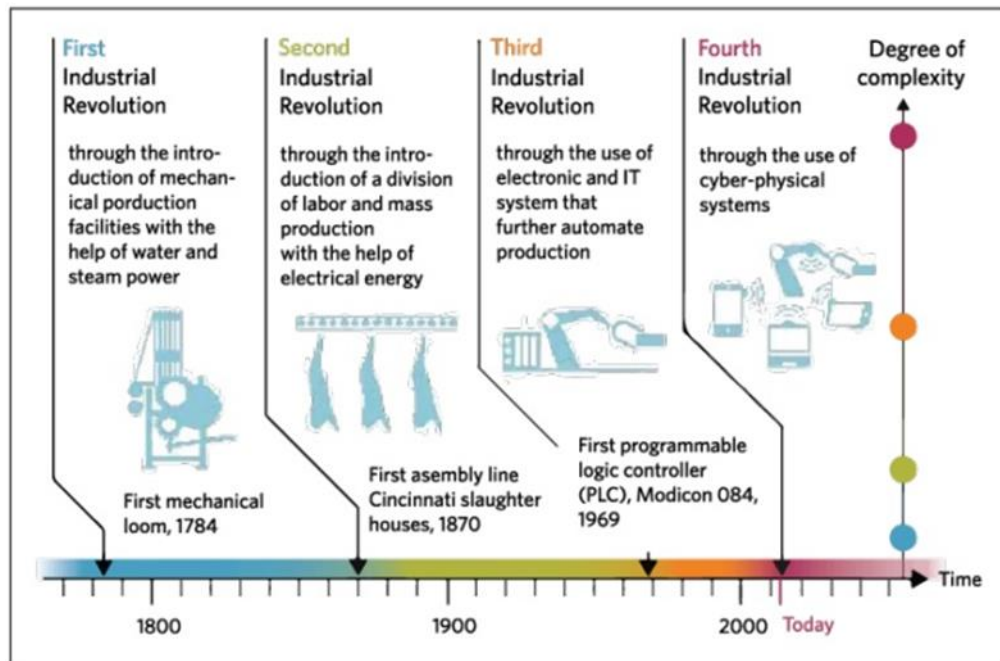 First
Industrial
Revolution
through the intro-
duction of mechan-
ical porduction
facilities with the
help of water and
steam power
First mechanical
loom, 1784
Second
Industrial
Revolution
through the intro-
duction of a division
of labor and mass
production
with the help of
electrical energy
First asembly line
Cincinnati slaughter
houses, 1870
Third
Industrial
Revolution
through the use of
electronic and IT
system that
further automate
production
First programmable
logic controller
(PLC), Modicon 084,
1969
Fourth
Industrial
Revolution
through the use of
cyber-physical
systems
Degree of
complexity
Time
1800
1900
2000
Today